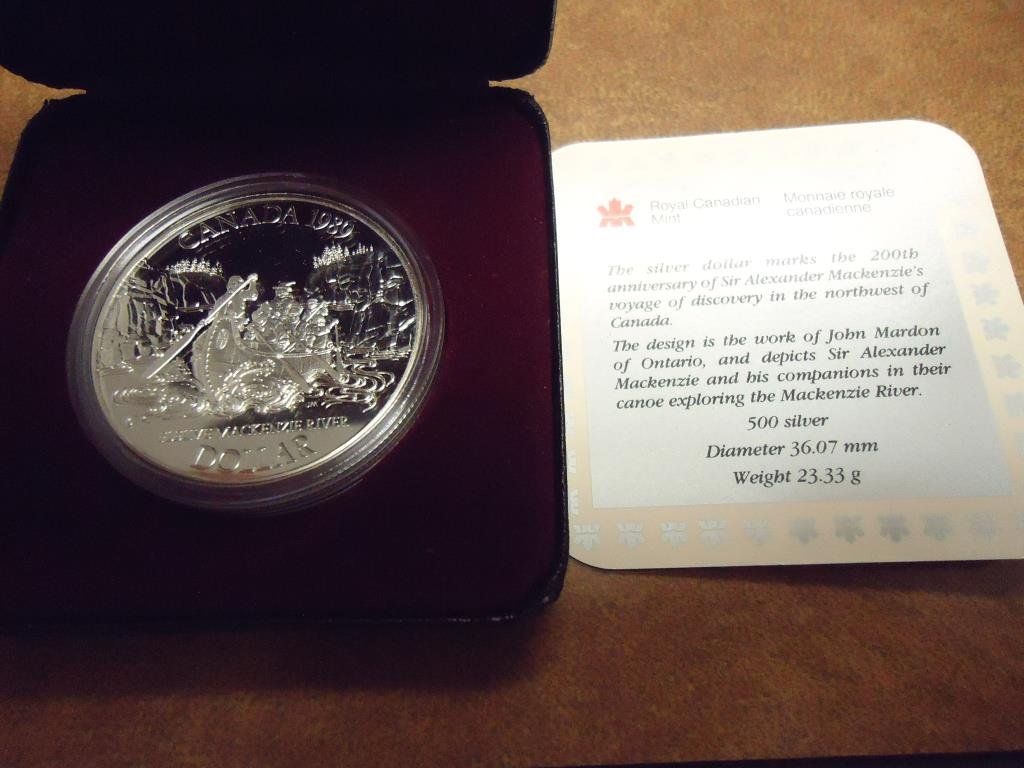 CANADA 1989
FLEUVE MACKENZIE RIVER
DOLLAR
Royal Canadian
Mint
Monnaie royale
canadienne
The silver dollar marks the 200th
anniversary of Sir Alexander Mackenzie's
voyage of discovery in the northwest of
Canada.
The design is the work of John Mardon
of Ontario, and depicts Sir Alexander
Mackenzie and his companions in their
canoe exploring the Mackenzie River.
500 silver
Diameter 36.07 mm
Weight 23.33 g